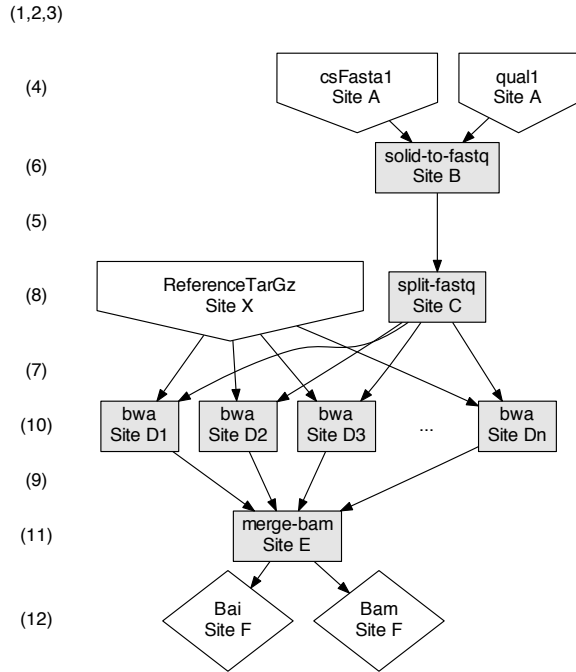 (1,2,3)
(4)
csFasta1
Site A
qual1
Site A
(6)
solid-to-fastq
Site B
(5)
(8)
ReferenceTarGz
Site X
split-fastq
Site C
(7)
(10)
bwa
Site D1
bwa
Site D2
bwa
Site D3
...
bwa
Site Dn
(9)
(11)
merge-bam
Site E
(12)
Bai
Site F
Bam
Site F